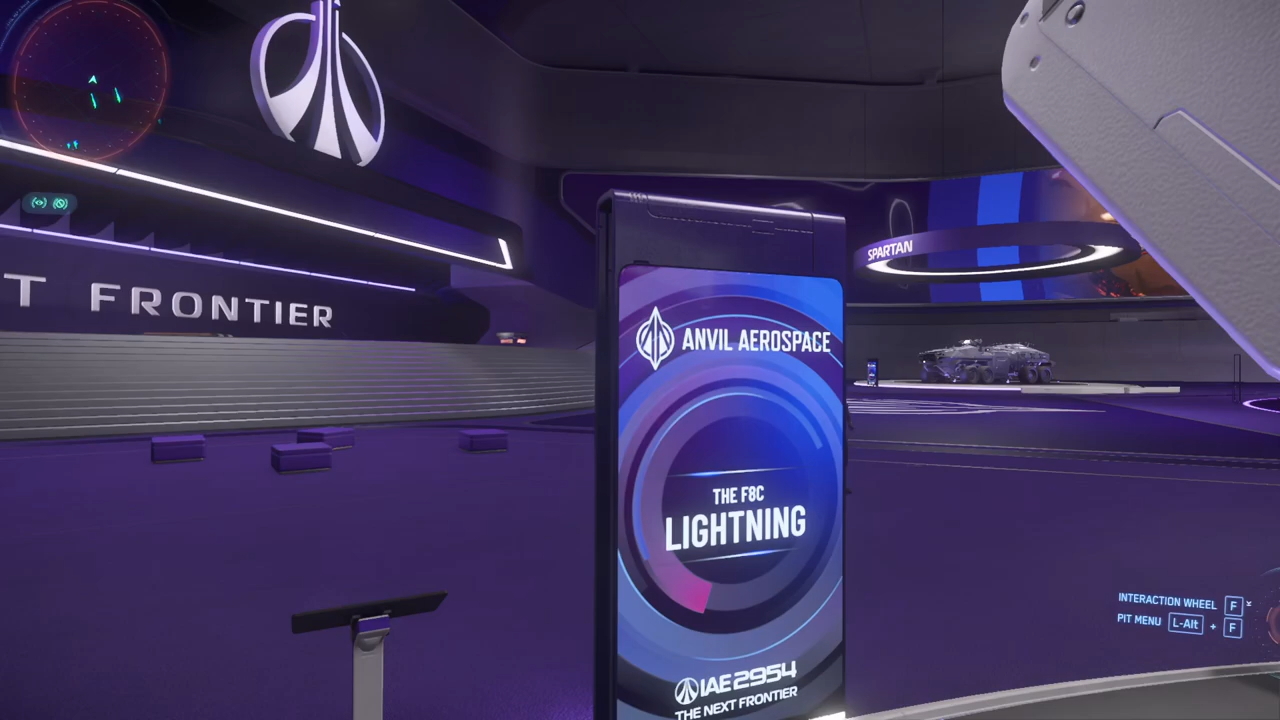 T FRONTIER
SPARTAN
ANVIL AEROSPACE
THE F8C
LIGHTNING
IAE 2954
THE NEXT FRONTIER
INTERACTION WHEEL F
PIT MENU L-Alt + F